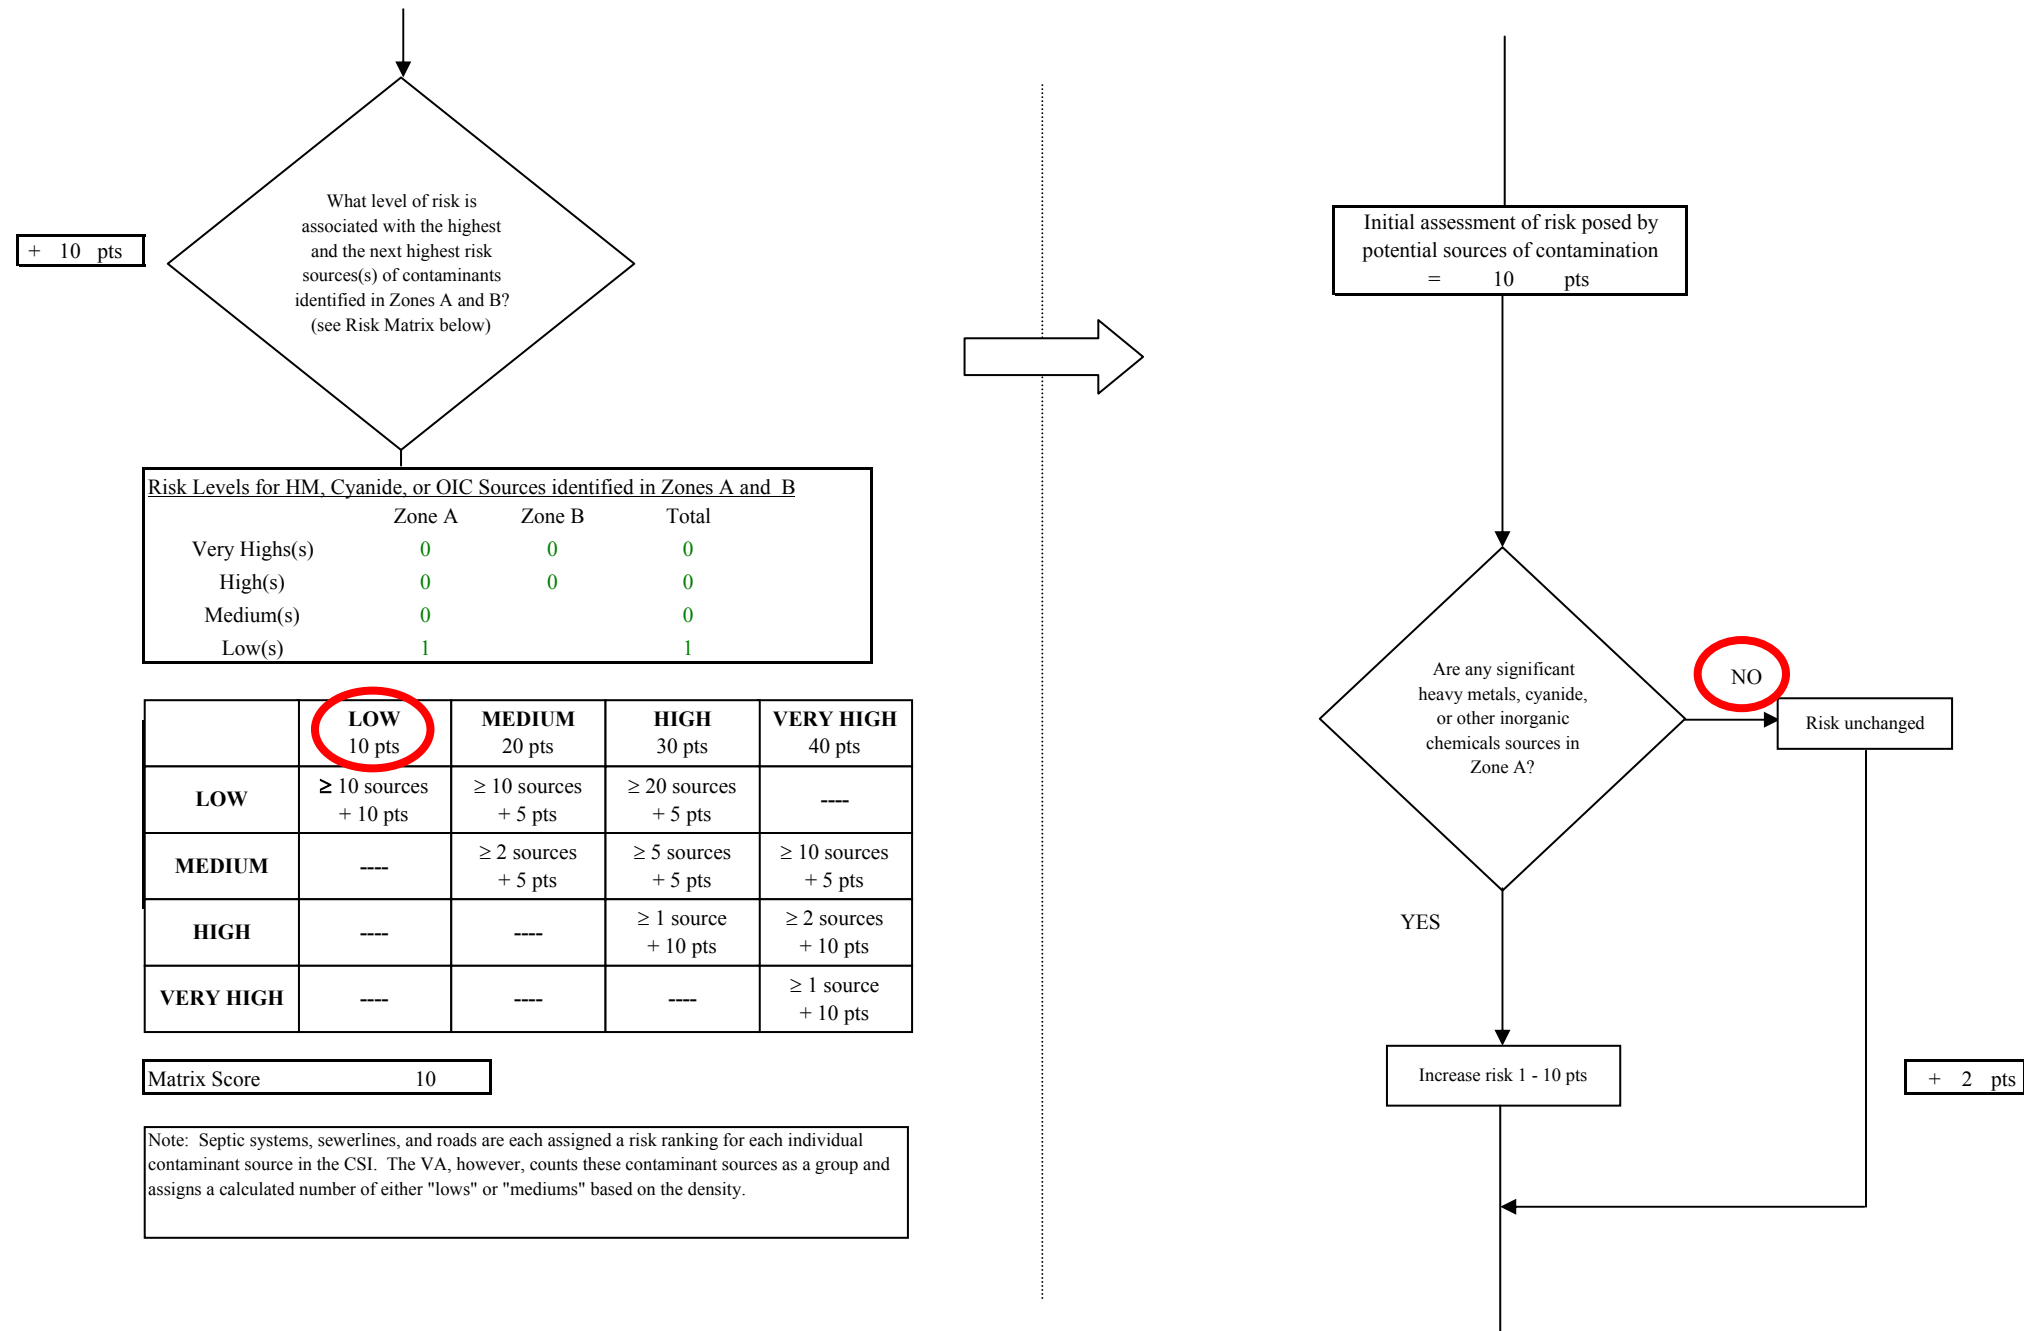 + 10 pts
What level of risk is
associated with the highest
and the next highest risk
sources(s) of contaminants
identified in Zones A and B?
(see Risk Matrix below)
Risk Levels for HM, Cyanide, or OIC Sources identified in Zones A and B
Zone A Zone B Total
Very Highs(s) 0 0 0
High(s) 0 0 0
Medium(s) 0 0
Low(s) 1 1
LOW MEDIUM HIGH VERY HIGH
10 pts 20 pts 30 pts 40 pts
LOW ≥ 10 sources ≥ 10 sources ≥ 20 sources ----
+ 10 pts + 5 pts + 5 pts
MEDIUM ---- ≥ 2 sources ≥ 5 sources ≥ 10 sources
+ 5 pts + 5 pts + 5 pts
HIGH ---- ---- ≥ 1 source ≥ 2 sources
+ 10 pts + 10 pts
VERY HIGH ---- ---- ---- ≥ 1 source
+ 10 pts
Matrix Score 10
Note: Septic systems, sewerlines, and roads are each assigned a risk ranking for each individual
contaminant source in the CSI. The VA, however, counts these contaminant sources as a group and
assigns a calculated number of either "lows" or "mediums" based on the density.
Initial assessment of risk posed by
potential sources of contamination
= 10 pts
Are any significant
heavy metals, cyanide,
or other inorganic
chemicals sources in
Zone A?
NO
Risk unchanged
YES
Increase risk 1 - 10 pts
+ 2 pts